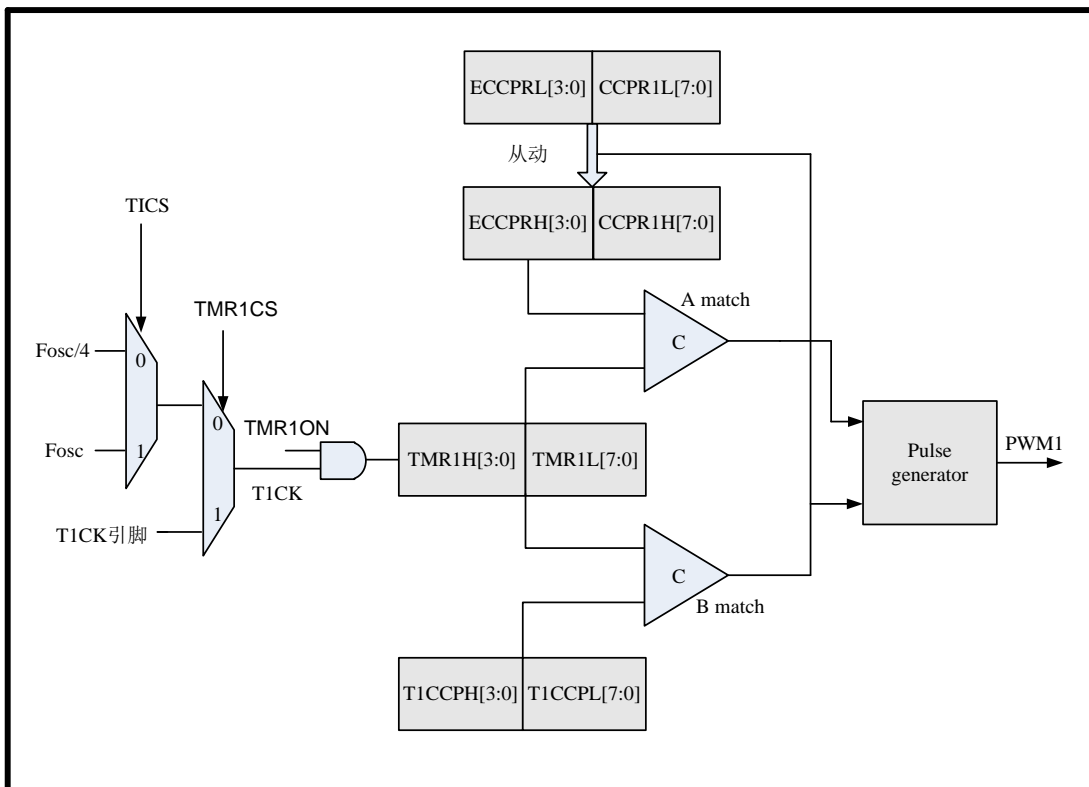 ECCPRL[3:0] CCPR1L[7:0]
从动
ECCPRH[3:0] CCPR1H[7:0]
TICS
TMR1CS
A match
C
Fosc/4
0
0
TMR1ON
Fosc
1
TMR1H[3:0] TMR1L[7:0]
Pulse
generator
PWM1
T1CK
1
T1CK引脚
C
B match
T1CCPH[3:0] T1CCPL[7:0]